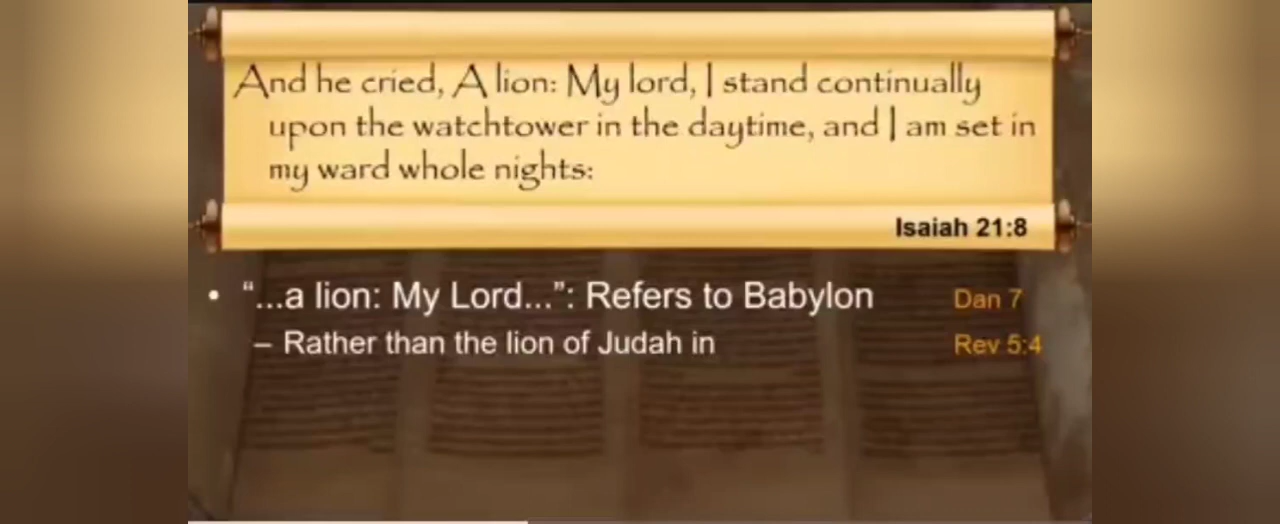 And he cried, A lion: My lord, I stand continually
upon the watchtower in the daytime, and I am set in
my ward whole nights:
Isaiah 21:8
• “...a lion: My Lord...”: Refers to Babylon Dan 7
– Rather than the lion of Judah in Rev 5:4